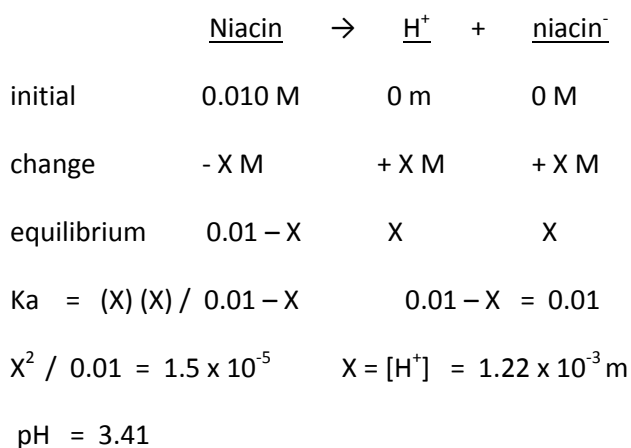 Niacin → H⁺ + niacin⁻
initial 0.010 M 0 m 0 M
change - X M + X M + X M
equilibrium 0.01 – X X X
Ka = (X) (X) / 0.01 – X 0.01 – X = 0.01
X² / 0.01 = 1.5 x 10⁻⁵ X = [H⁺] = 1.22 x 10⁻³ m
pH = 3.41